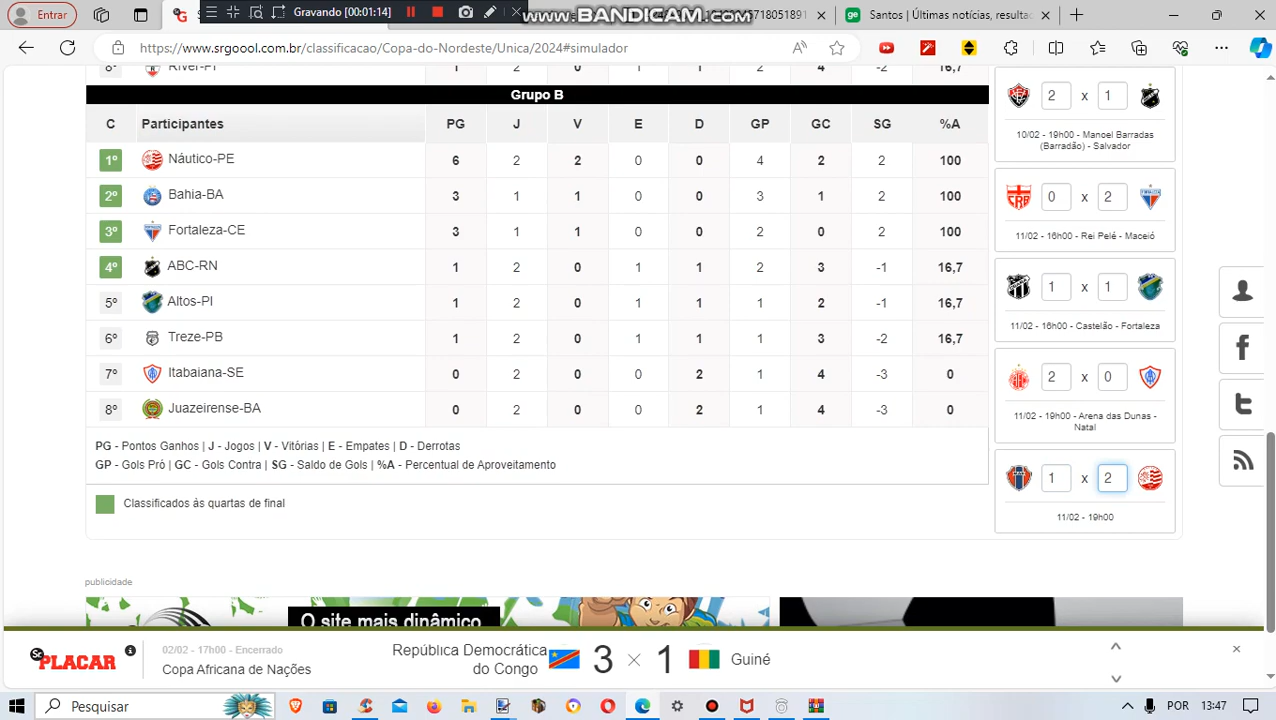 Entrar
Gravando [00:01:14]
www.BANDICAM.com
5718051891
Santos | Últimas notícias, resultac
https://www.srgoool.com.br/classificacao/Copa-do-Nordeste/Unica/2024#simulador
8º River-PI 1 2 0 1 1 2 4 -2 16,7
Grupo B
C Participantes PG J V E D GP GC SG %A
1º Náutico-PE 6 2 2 0 0 4 2 2 100
2º Bahia-BA 3 1 1 0 0 3 1 2 100
3º Fortaleza-CE 3 1 1 0 0 2 0 2 100
4º ABC-RN 1 2 0 1 1 2 3 -1 16,7
5º Altos-PI 1 2 0 1 1 1 2 -1 16,7
6º Treze-PB 1 2 0 1 1 1 3 -2 16,7
7º Itabaiana-SE 0 2 0 0 2 1 4 -3 0
8º Juazeirense-BA 0 2 0 0 2 1 4 -3 0
PG - Pontos Ganhos | J - Jogos | V - Vitórias | E - Empates | D - Derrotas
GP - Gols Pró | GC - Gols Contra | SG - Saldo de Gols | %A - Percentual de Aproveitamento
Classificados às quartas de final
2 x 1
10/02 - 19h00 - Manoel Barradas
(Barradão) - Salvador
0 x 2
11/02 - 16h00 - Rei Pelé - Maceió
1 x 1
11/02 - 16h00 - Castelão - Fortaleza
2 x 0
11/02 - 19h00 - Arena das Dunas -
Natal
1 x 2
11/02 - 19h00
publicidade
O site mais dinâmico
PLACAR
02/02 - 17h00 - Encerrado
Copa Africana de Nações
República Democrática
do Congo
3 × 1 Guiné
Pesquisar
POR 13:47